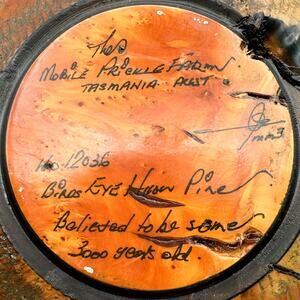 The
Mobile Prickle Farm
Tasmania Aust.
mm3
No. 12036
Birds Eye Huon Pine
Believed to be some
3000 years old.